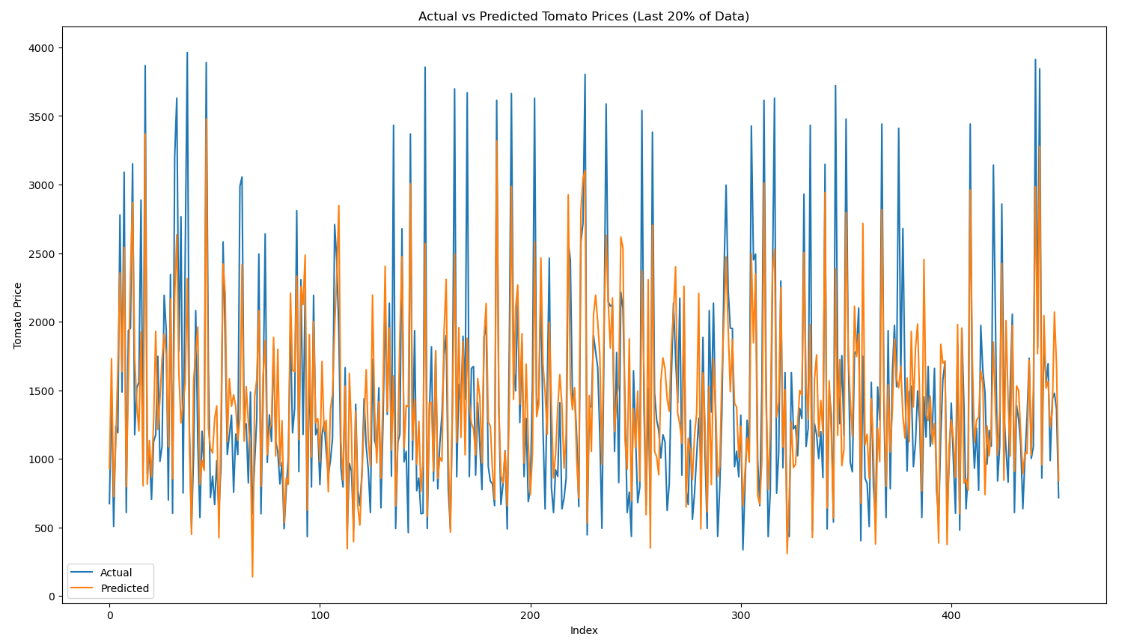 Actual vs Predicted Tomato Prices (Last 20% of Data)
4000
3500
3000
2500
2000
1500
1000
500
0
Tomato Price
Actual
Predicted
0 100 200 300 400
Index